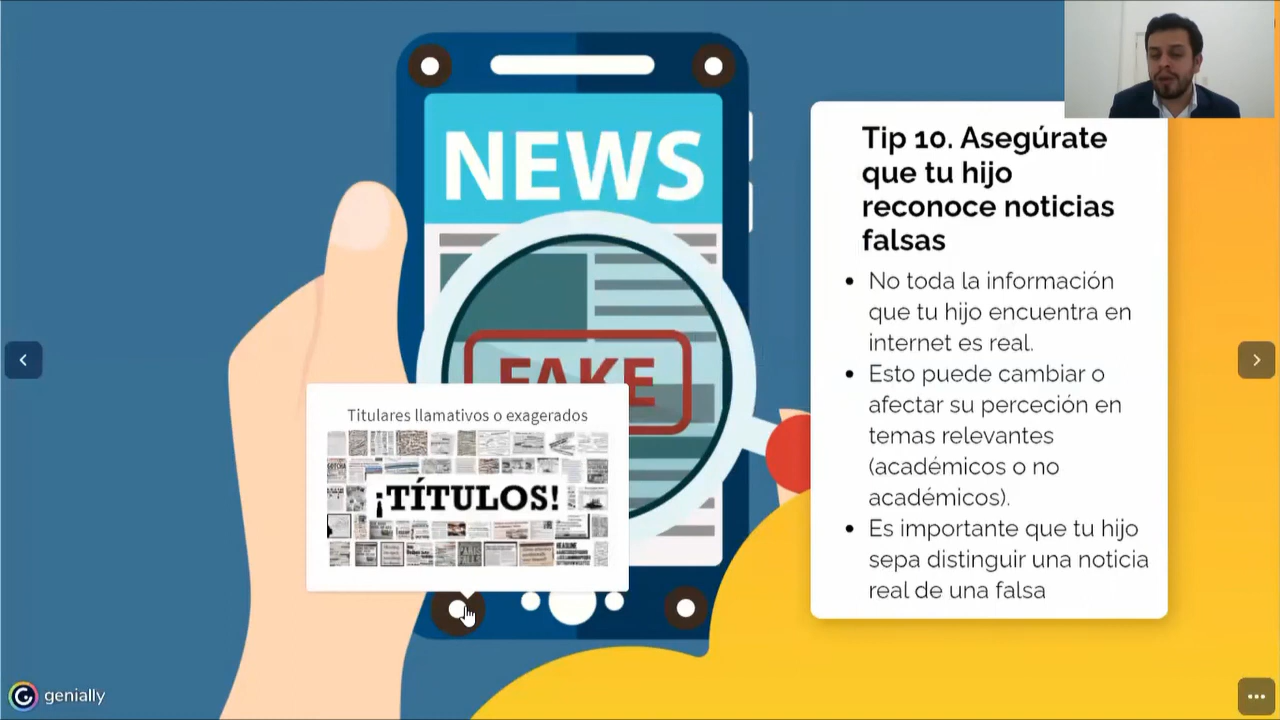 NEWS
FAKE
Titulares llamativos o exagerados
¡TÍTULOS!
Tip 10. Asegúrate
que tu hijo
reconoce noticias
falsas
• No toda la información
que tu hijo encuentra en
internet es real.
• Esto puede cambiar o
afectar su perceción en
temas relevantes
(académicos o no
académicos).
• Es importante que tu hijo
sepa distinguir una noticia
real de una falsa
genially